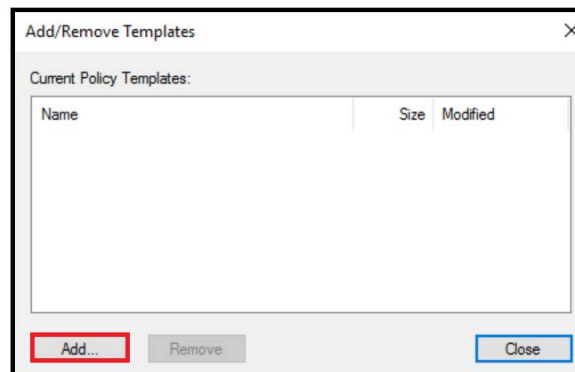 Add/Remove Templates
Current Policy Templates:
Name Size Modified
Add... Remove Close